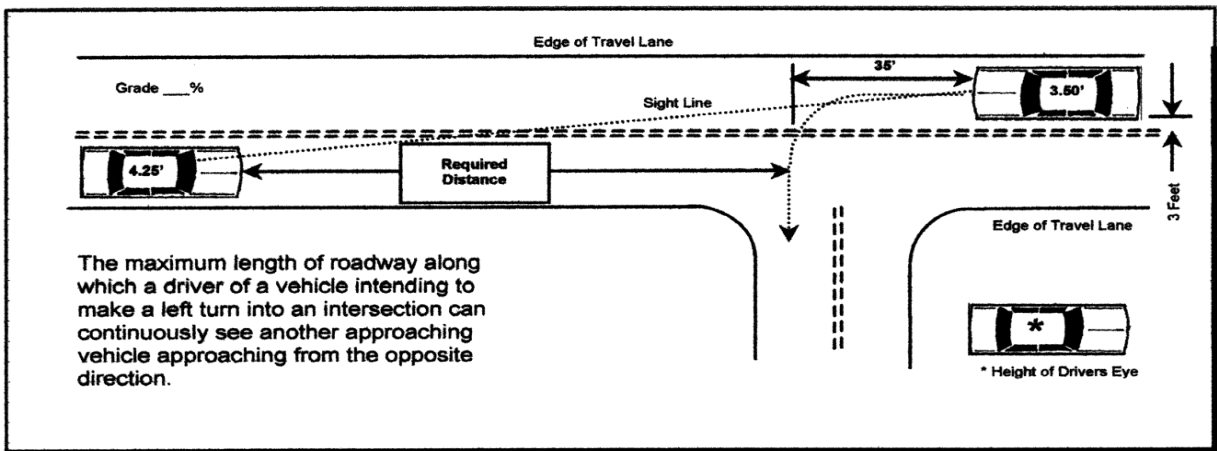 Edge of Travel Lane
35'
Grade ___%
3.50'
Sight Line
4.25'
Required
Distance
3 Feet
Edge of Travel Lane
The maximum length of roadway along
which a driver of a vehicle intending to
make a left turn into an intersection can
continuously see another approaching
vehicle approaching from the opposite
direction.
*
* Height of Drivers Eye